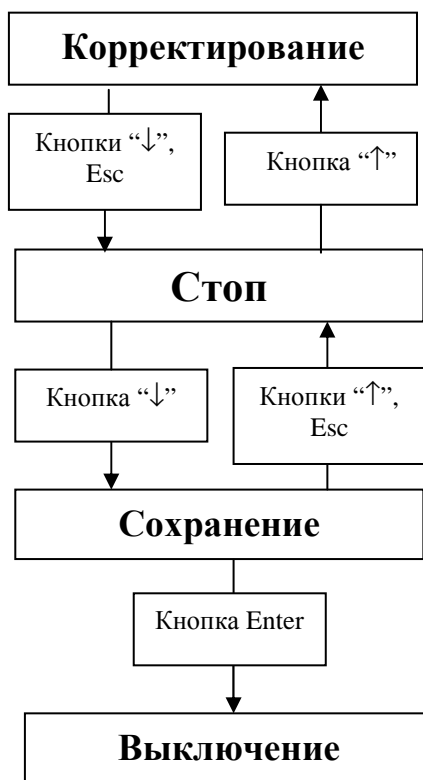 Корректирование
Кнопки “↓”,
Esc
Кнопка “↑”
Стоп
Кнопка “↓”
Кнопки “↑”,
Esc
Сохранение
Кнопка Enter
Выключение